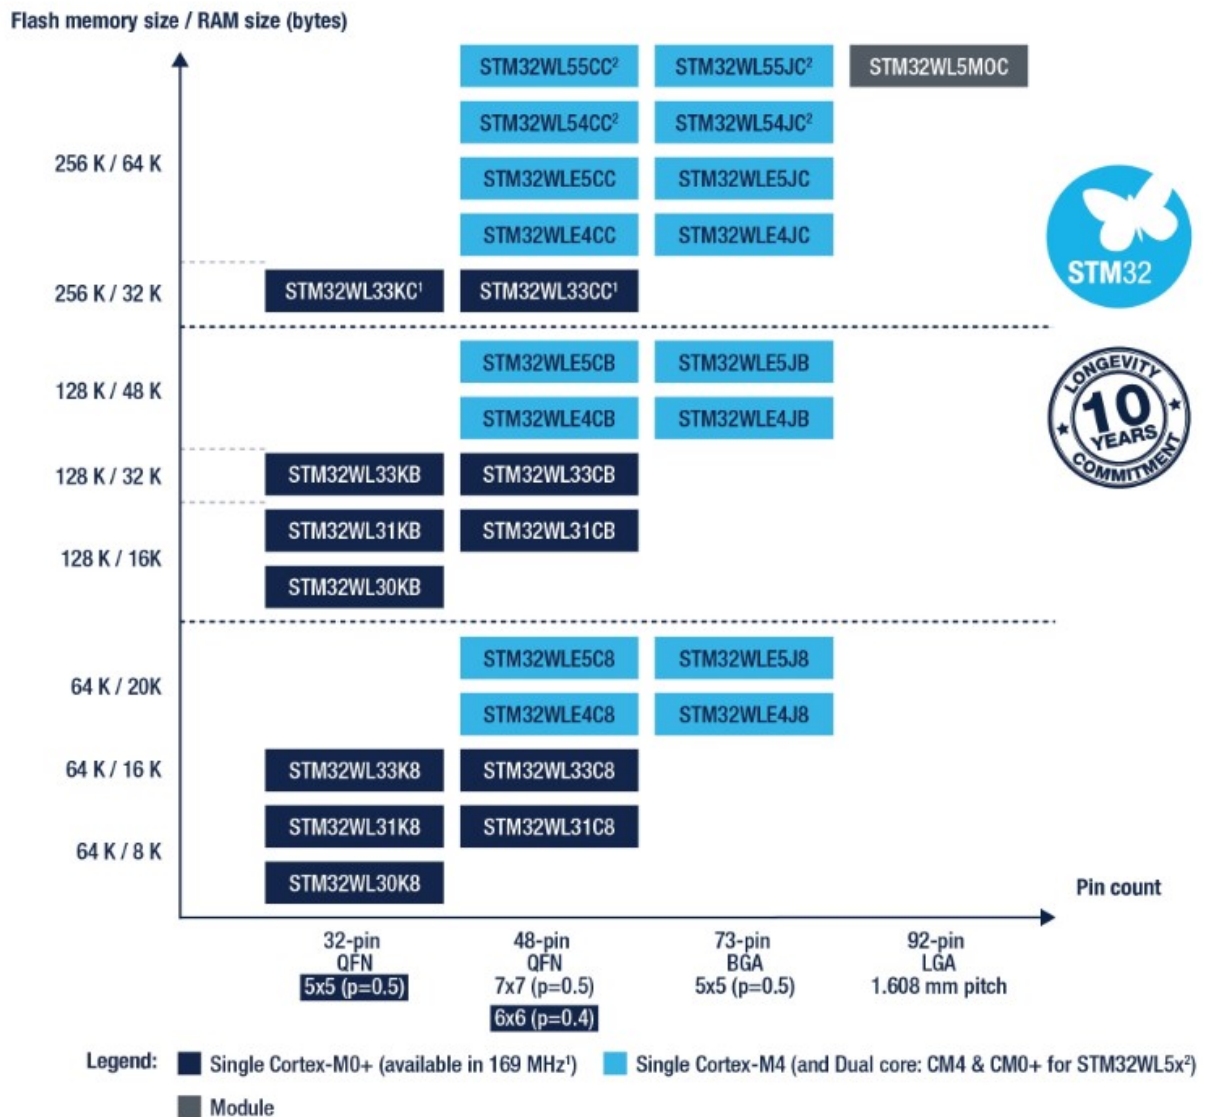 Flash memory size / RAM size (bytes)
STM32WL55CC² STM32WL55JC² STM32WL5MOC
STM32WL54CC² STM32WL54JC²
256 K / 64 K
STM32WLE5CC STM32WLE5JC
STM32WLE4CC STM32WLE4JC
STM32
256 K / 32 K STM32WL33KC¹ STM32WL33CC¹
STM32WLE5CB STM32WLE5JB
128 K / 48 K
STM32WLE4CB STM32WLE4JB
LONGEVITY
10
YEARS
COMMITMENT
128 K / 32 K STM32WL33KB STM32WL33CB
STM32WL31KB STM32WL31CB
128 K / 16K
STM32WL30KB
STM32WLE5C8 STM32WLE5J8
64 K / 20K
STM32WLE4C8 STM32WLE4J8
64 K / 16 K STM32WL33K8 STM32WL33C8
STM32WL31K8 STM32WL31C8
64 K / 8 K
STM32WL30K8
Pin count
32-pin 48-pin 73-pin 92-pin
QFN QFN BGA LGA
5x5 (p=0.5) 7x7 (p=0.5) 5x5 (p=0.5) 1.608 mm pitch
6x6 (p=0.4)
Legend: Single Cortex-M0+ (available in 169 MHz¹) Single Cortex-M4 (and Dual core: CM4 & CM0+ for STM32WL5x²)
Module